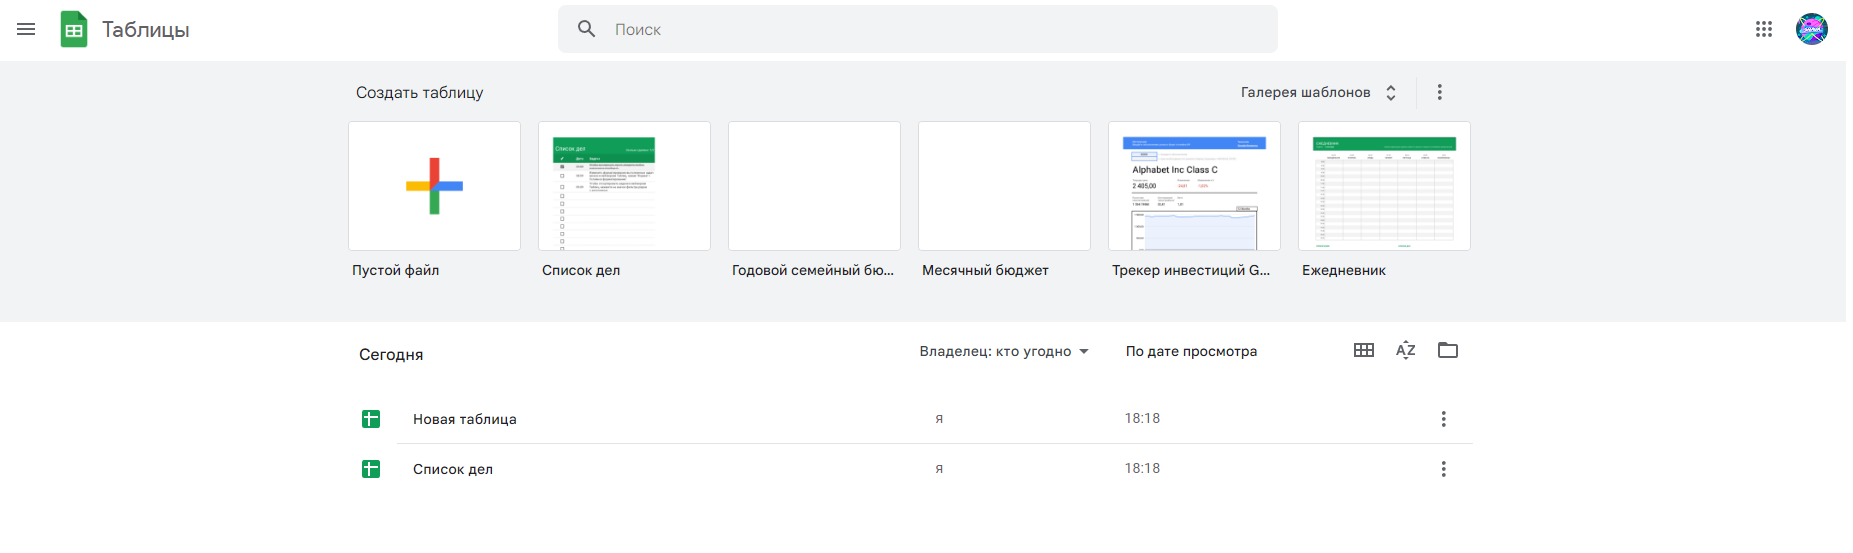 Таблицы
Поиск
Создать таблицу
Галерея шаблонов
Список дел
Alphabet Inc Class C
2 405,00
Пустой файл
Список дел
Годовой семейный бю...
Месячный бюджет
Трекер инвестиций G...
Ежедневник
Сегодня
Владелец: кто угодно
По дате просмотра
AZ
Новая таблица
я
18:18
Список дел
я
18:18